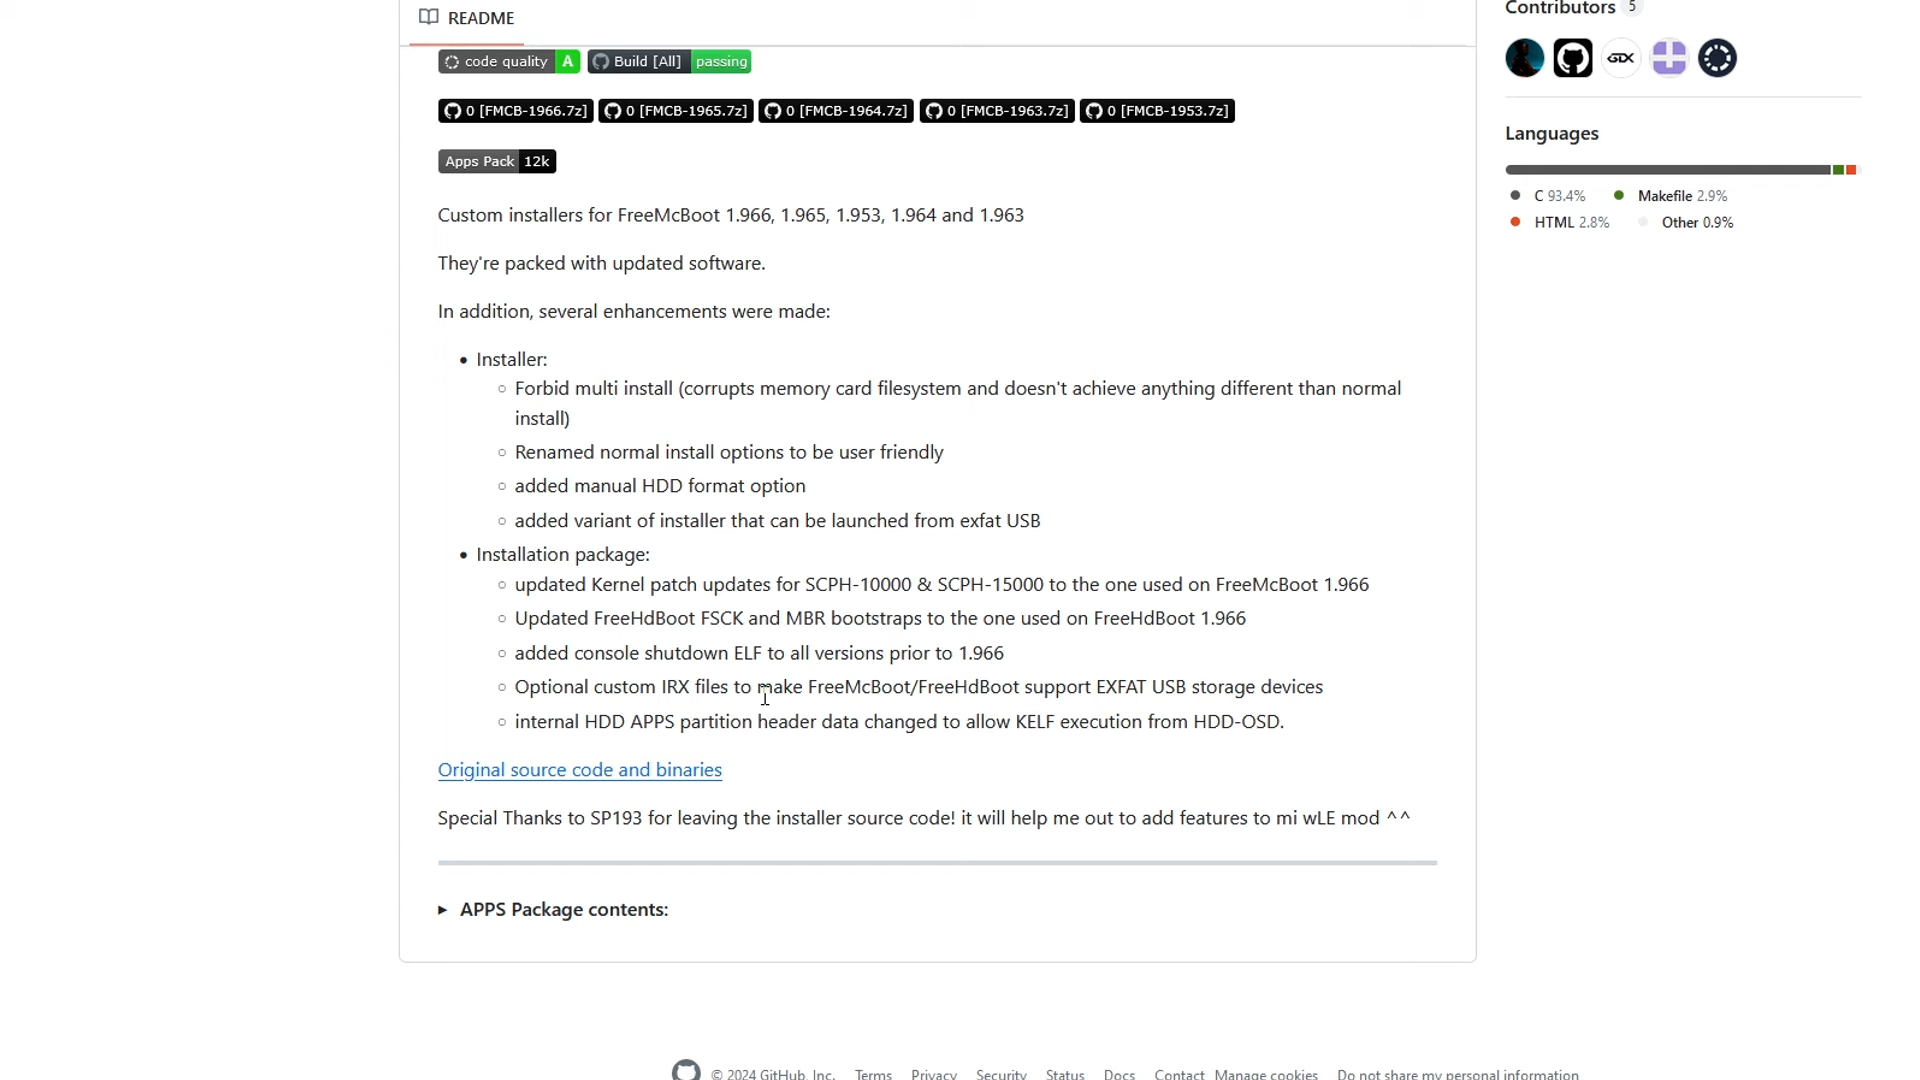 README
code quality A Build [All] passing
0 [FMCB-1966.7z] 0 [FMCB-1965.7z] 0 [FMCB-1964.7z] 0 [FMCB-1963.7z] 0 [FMCB-1953.7z]
Apps Pack 12k
Custom installers for FreeMcBoot 1.966, 1.965, 1.953, 1.964 and 1.963
They're packed with updated software.
In addition, several enhancements were made:
• Installer:
○ Forbid multi install (corrupts memory card filesystem and doesn't achieve anything different than normal
install)
○ Renamed normal install options to be user friendly
○ added manual HDD format option
○ added variant of installer that can be launched from exfat USB
• Installation package:
○ updated Kernel patch updates for SCPH-10000 & SCPH-15000 to the one used on FreeMcBoot 1.966
○ Updated FreeHdBoot FSCK and MBR bootstraps to the one used on FreeHdBoot 1.966
○ added console shutdown ELF to all versions prior to 1.966
○ Optional custom IRX files to make FreeMcBoot/FreeHdBoot support EXFAT USB storage devices
○ internal HDD APPS partition header data changed to allow KELF execution from HDD-OSD.
Original source code and binaries
Special Thanks to SP193 for leaving the installer source code! it will help me out to add features to mi wLE mod ^^
▸ APPS Package contents:
Contributors 5
GDX
Languages
C 93.4% Makefile 2.9%
HTML 2.8% Other 0.9%
© 2024 GitHub, Inc. Terms Privacy Security Status Docs Contact Manage cookies Do not share my personal information